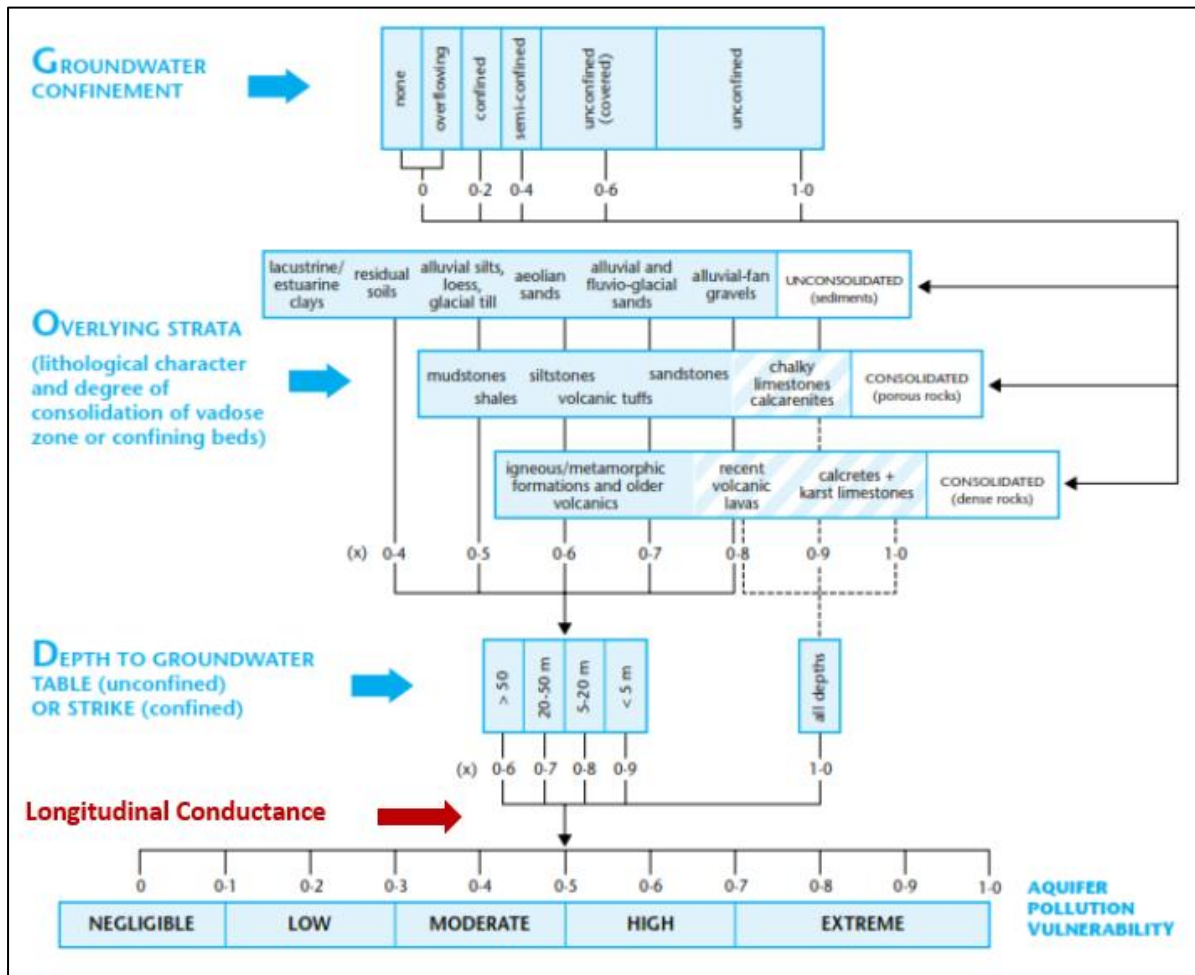 GROUNDWATER
CONFINEMENT
none
overflowing
confined
semi-confined
unconfined
(covered)
unconfined
0
0·2
0·4
0·6
1·0
lacustrine/
estuarine
clays
residual
soils
alluvial silts,
loess,
glacial till
aeolian
sands
alluvial and
fluvio-glacial
sands
alluvial-fan
gravels
UNCONSOLIDATED
(sediments)
OVERLYING STRATA
(lithological character
and degree of
consolidation of vadose
zone or confining beds)
mudstones
shales
siltstones
volcanic tuffs
sandstones
chalky
limestones
calcarenites
CONSOLIDATED
(porous rocks)
igneous/metamorphic
formations and older
volcanics
recent
volcanic
lavas
calcretes +
karst limestones
CONSOLIDATED
(dense rocks)
(x) 0·4 0·5 0·6 0·7 0·8 0·9 1·0
DEPTH TO GROUNDWATER
TABLE (unconfined)
OR STRIKE (confined)
> 50
20-50 m
5-20 m
< 5 m
all depths
(x) 0·6 0·7 0·8 0·9 1·0
Longitudinal Conductance
0 0·1 0·2 0·3 0·4 0·5 0·6 0·7 0·8 0·9 1·0
NEGLIGIBLE LOW MODERATE HIGH EXTREME
AQUIFER
POLLUTION
VULNERABILITY